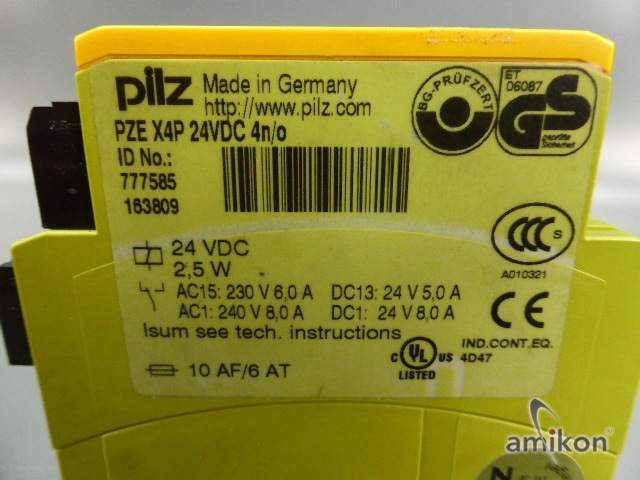 pilz Made in Germany
http://www.pilz.com
PZE X4P 24VDC 4n/o
ID No.:
777585
163809
BG-PRÜFZERT
ET
06087
GS
geprüfte
Sicherheit
CCC S
A010321
24 VDC
2,5 W
AC15: 230 V 6,0 A DC13: 24 V 5,0 A
AC1: 240 V 8,0 A DC1: 24 V 8,0 A
Isum see tech. instructions
10 AF/6 AT
CE
IND.CONT.EQ.
C UL US 4D47
LISTED
amikon
N